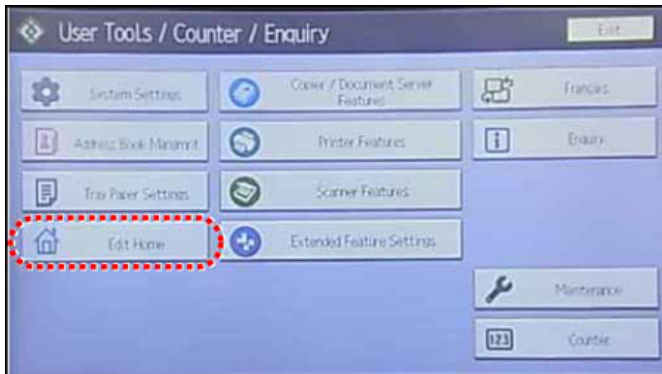 User Tools / Counter / Enquiry
Exit
System Settings
Copier / Document Server
Features
Francais
Address Book Mangmnt
Printer Features
Enquiry
Tray Paper Settings
Scanner Features
Edit Home
Extended Feature Settings
Maintenance
123
Counter